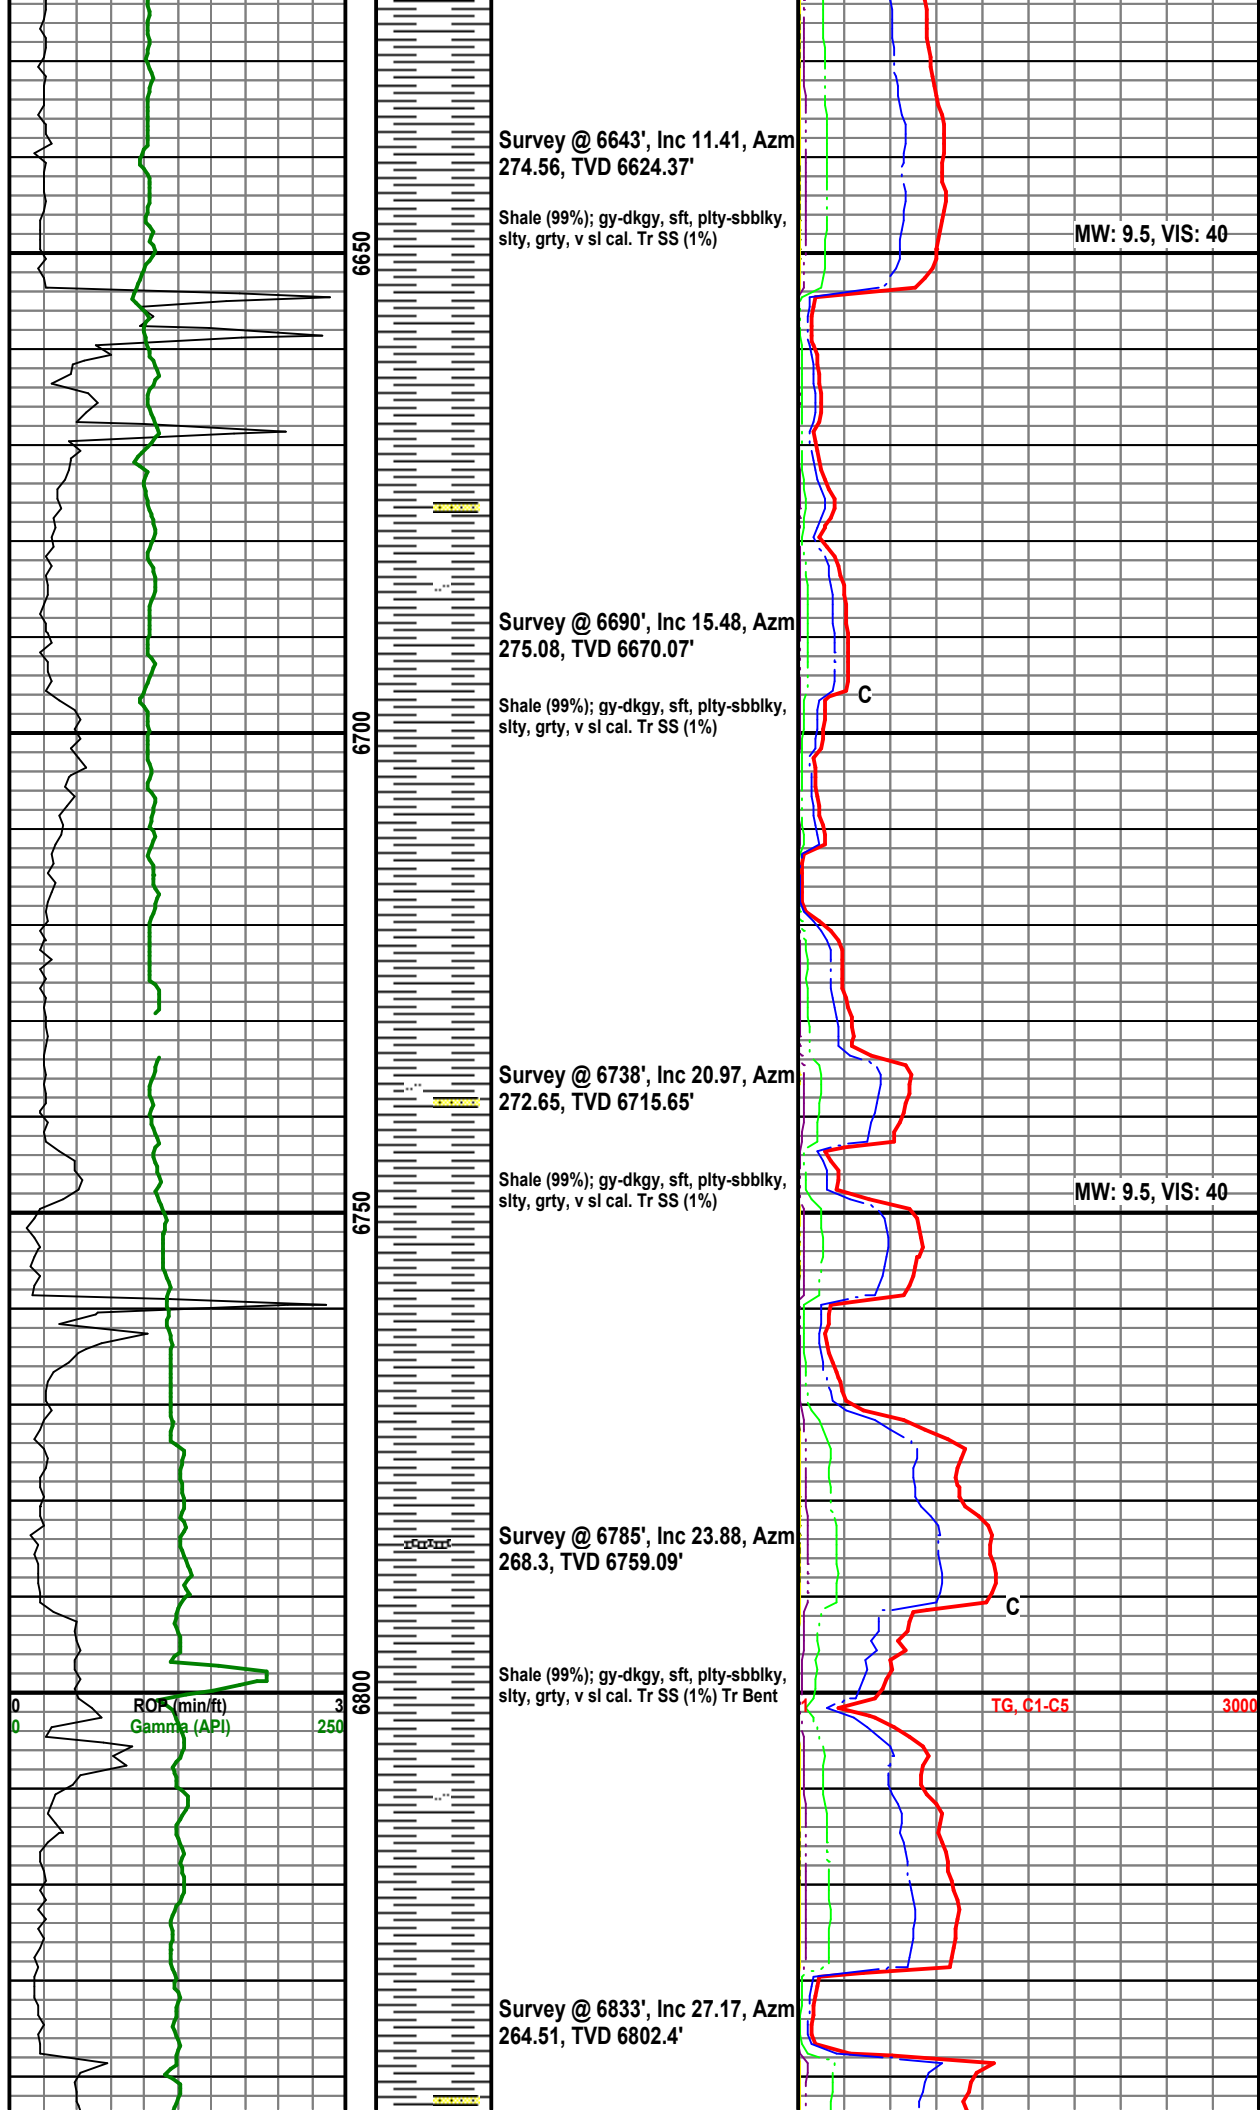 Survey @ 6643', Inc 11.41, Azm
274.56, TVD 6624.37'
Shale (99%); gy-dkgy, sft, plty-sbblky,
slty, grty, v sl cal. Tr SS (1%)
MW: 9.5, VIS: 40
6650
Survey @ 6690', Inc 15.48, Azm
275.08, TVD 6670.07'
C
Shale (99%); gy-dkgy, sft, plty-sbblky,
slty, grty, v sl cal. Tr SS (1%)
6700
Survey @ 6738', Inc 20.97, Azm
272.65, TVD 6715.65'
Shale (99%); gy-dkgy, sft, plty-sbblky,
slty, grty, v sl cal. Tr SS (1%)
MW: 9.5, VIS: 40
6750
Survey @ 6785', Inc 23.88, Azm
268.3, TVD 6759.09'
C
Shale (99%); gy-dkgy, sft, plty-sbblky,
slty, grty, v sl cal. Tr SS (1%) Tr Bent
6800
0 ROP (min/ft) 3
0 Gamma (API) 250
1 TG, C1-C5 3000
Survey @ 6833', Inc 27.17, Azm
264.51, TVD 6802.4'